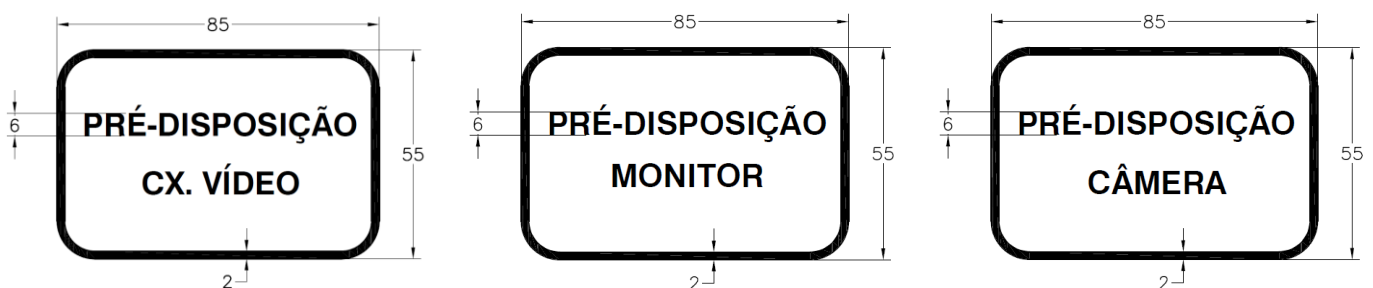 85
6
PRÉ-DISPOSIÇÃO
CX. VÍDEO
55
2
85
6
PRÉ-DISPOSIÇÃO
MONITOR
55
2
85
6
PRÉ-DISPOSIÇÃO
CÂMERA
55
2